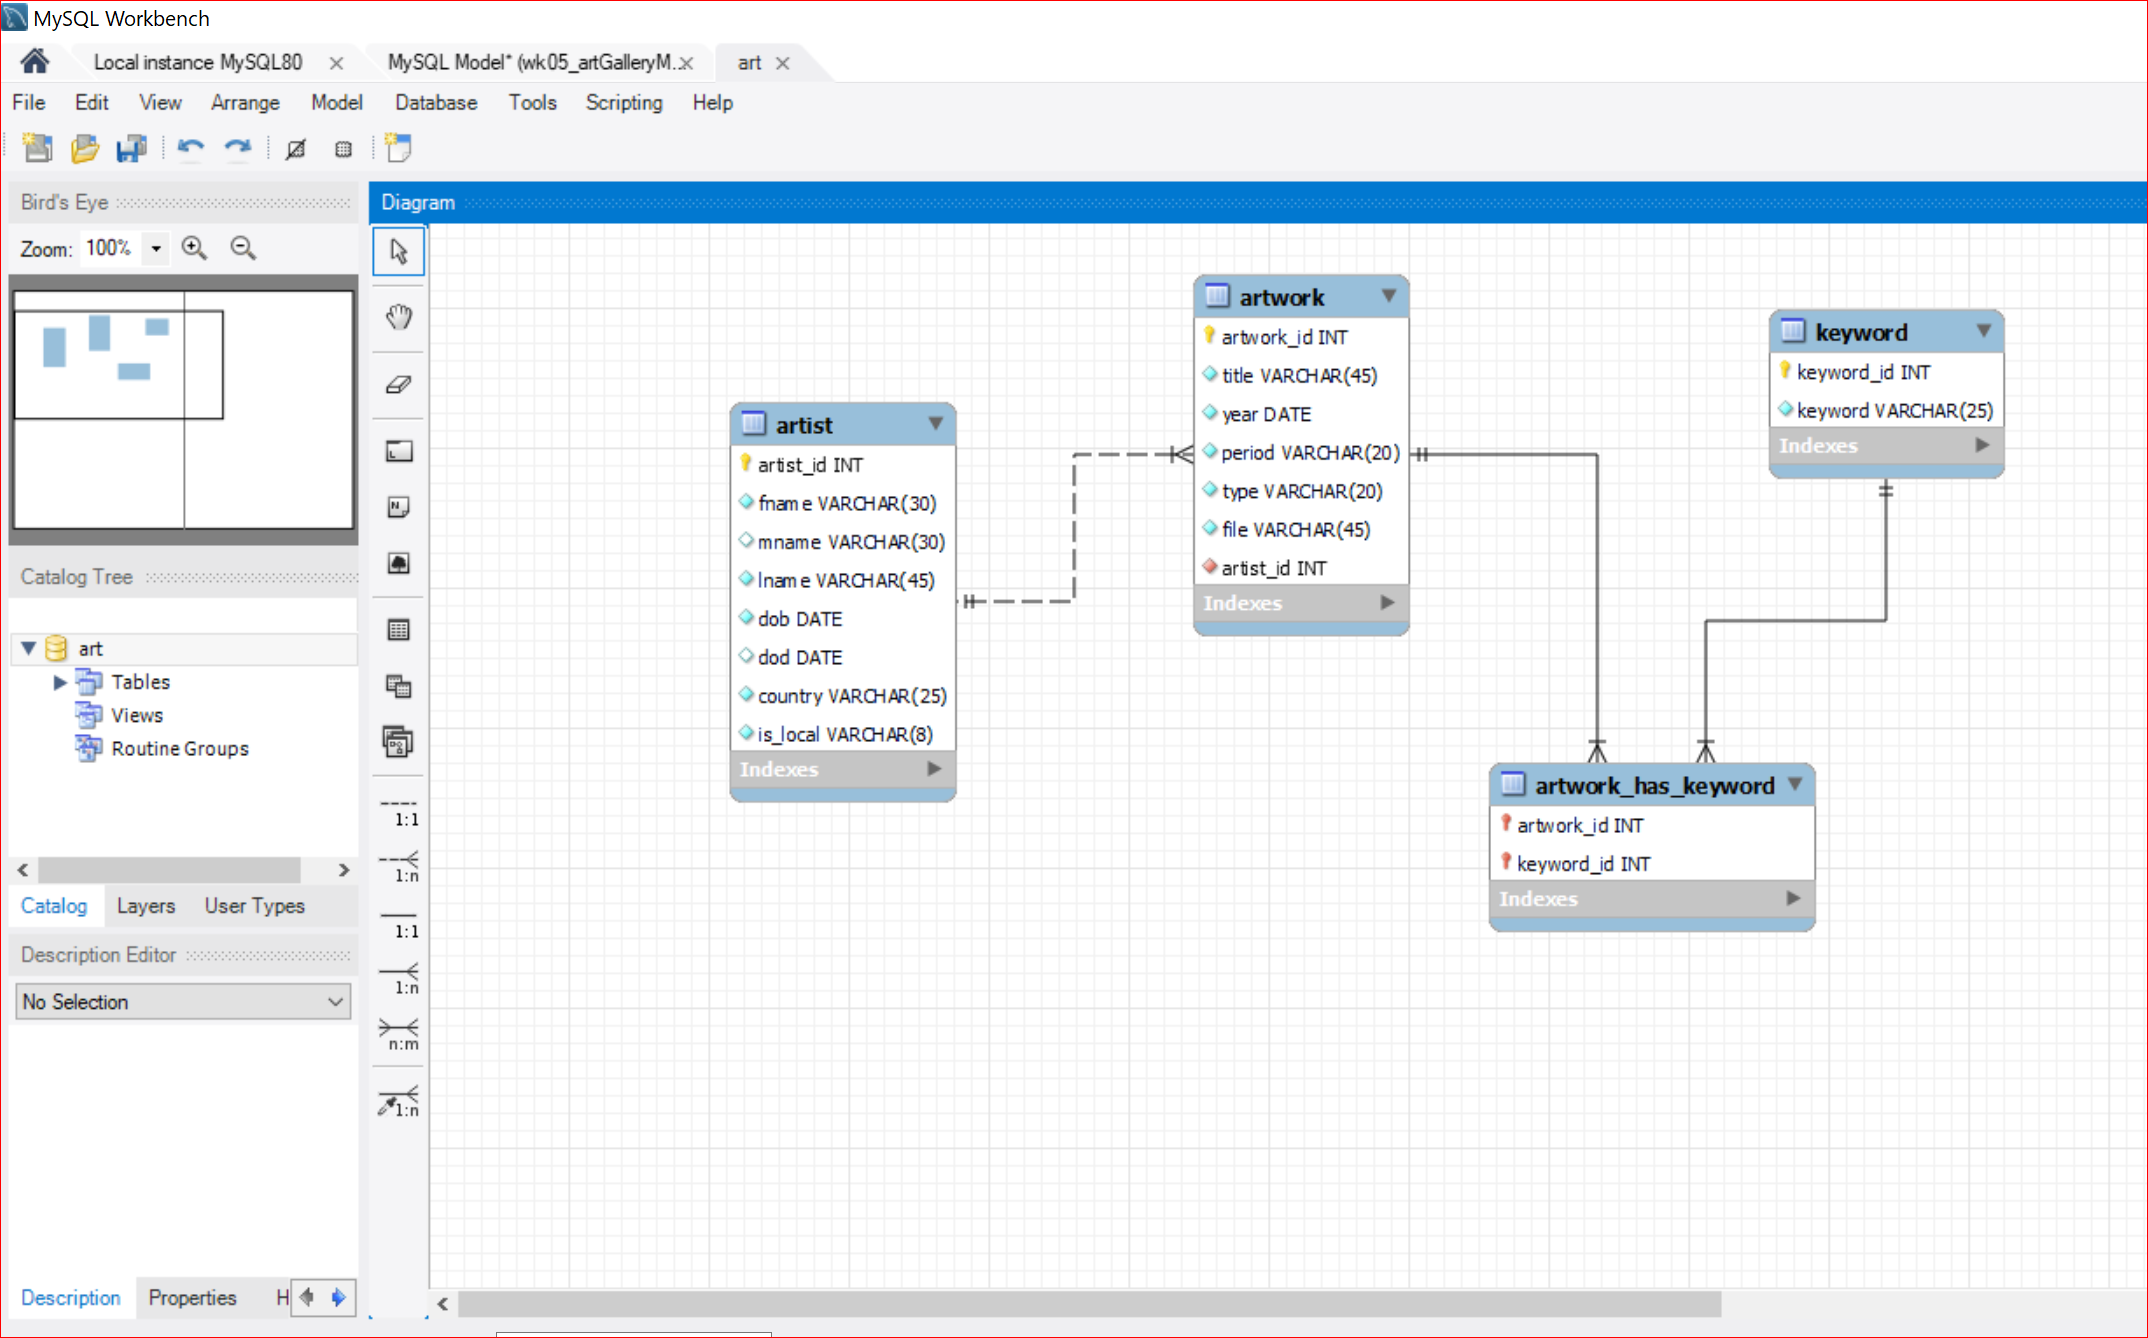 MySQL Workbench
Local instance MySQL80
MySQL Model* (wk05_artGalleryM..
art
File Edit View Arrange Model Database Tools Scripting Help
Bird's Eye
Zoom: 100%
Catalog Tree
art
Tables
Views
Routine Groups
Catalog Layers User Types
Description Editor
No Selection
Description Properties H
Diagram
1:1
1:n
1:1
1:n
n:m
1:n
artist
artist_id INT
fname VARCHAR(30)
mname VARCHAR(30)
lname VARCHAR(45)
dob DATE
dod DATE
country VARCHAR(25)
is_local VARCHAR(8)
Indexes
artwork
artwork_id INT
title VARCHAR(45)
year DATE
period VARCHAR(20)
type VARCHAR(20)
file VARCHAR(45)
artist_id INT
Indexes
keyword
keyword_id INT
keyword VARCHAR(25)
Indexes
artwork_has_keyword
artwork_id INT
keyword_id INT
Indexes